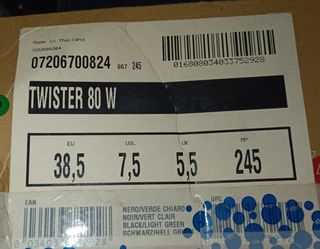 Made in Thailand
07206700824 007 245
016808034033752928
TWISTER 80 W
EU USL UK MP
38,5 7,5 5,5 245
EAN
NERO/VERDE CHIARO
NOIR/VERT CLAIR
BLACK/LIGHT GREEN
SCHWARZ/HELL GR
UPC